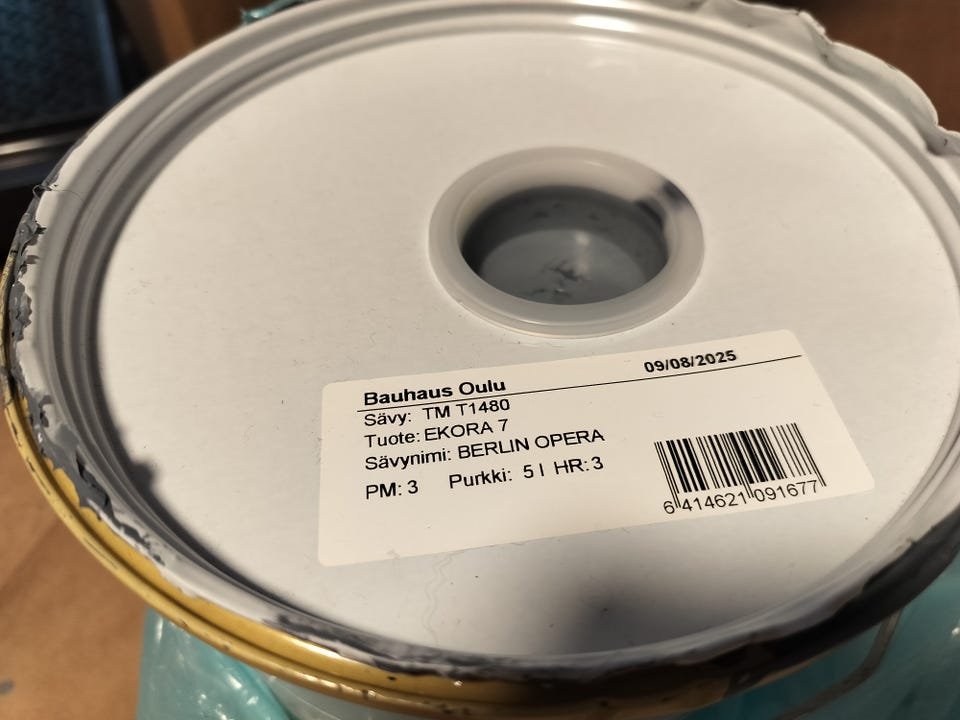 Bauhaus Oulu 09/08/2025
Sävy: TM T1480
Tuote: EKORA 7
Sävynimi: BERLIN OPERA
PM: 3 Purkki: 5 l HR: 3
6 414621 091677